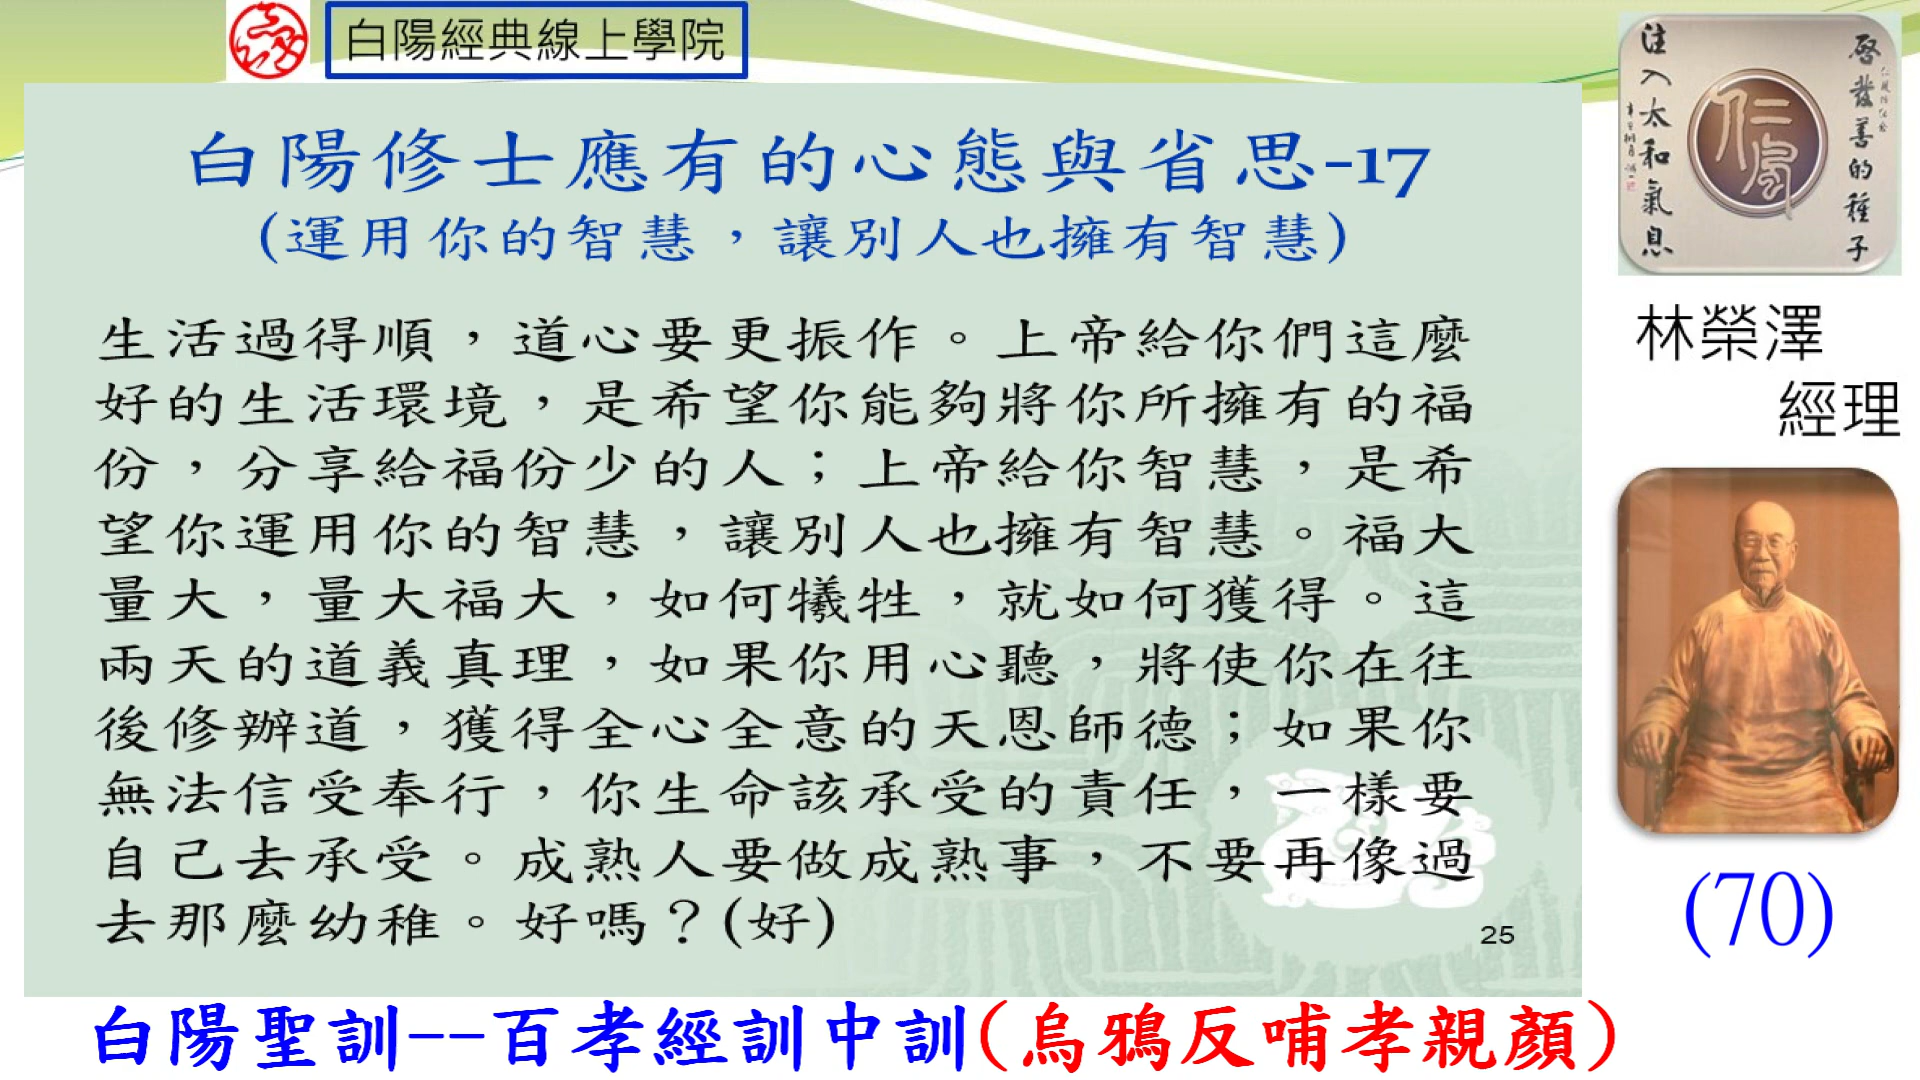 白陽經典線上學院
白陽修士應有的心態與省思-17
(運用你的智慧，讓別人也擁有智慧)
生活過得順，道心要更振作。上帝給你們這麼
好的生活環境，是希望你能夠將你所擁有的福
份，分享給福份少的人；上帝給你智慧，是希
望你運用你的智慧，讓別人也擁有智慧。福大
量大，量大福大，如何犧牲，就如何獲得。這
兩天的道義真理，如果你用心聽，將使你在往
後修辦道，獲得全心全意的天恩師德；如果你
無法信受奉行，你生命該承受的責任，一樣要
自己去承受。成熟人要做成熟事，不要再像過
去那麼幼稚。好嗎？(好)
25
啓發善的種子
仁風
注入太和氣息
林榮澤
經理
(70)
白陽聖訓--百孝經訓中訓(烏鴉反哺孝親顏)